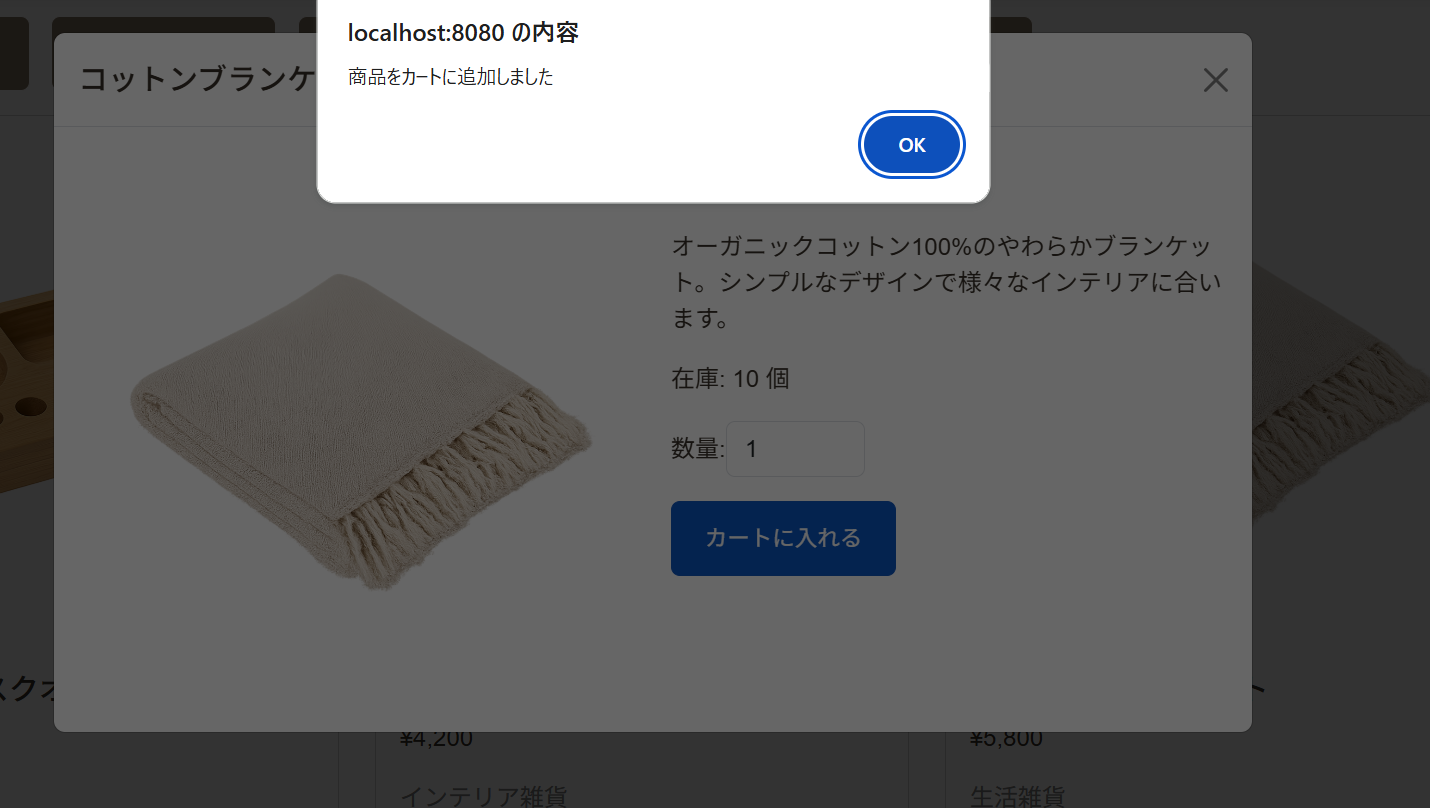 localhost:8080 の内容
商品をカートに追加しました
OK
コットンブランケ
オーガニックコットン100%のやわらかブランケッ
ト。シンプルなデザインで様々なインテリアに合い
ます。
在庫: 10 個
数量: 1
カートに入れる
スクオ
ト
¥4,200
¥5,800
インテリア雑貨
生活雑貨